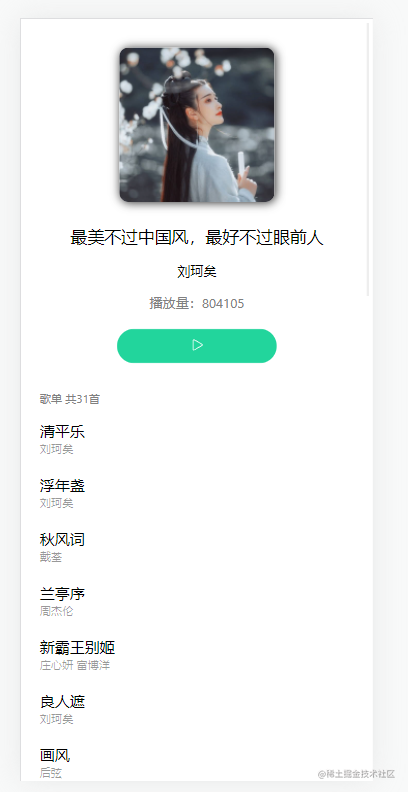 最美不过中国风，最好不过眼前人
刘珂矣
播放量：804105
歌单 共31首
清平乐
刘珂矣
浮年盏
刘珂矣
秋风词
戴荃
兰亭序
周杰伦
新霸王别姬
庄心妍 富博洋
良人遮
刘珂矣
画风
后弦
@稀土掘金技术社区